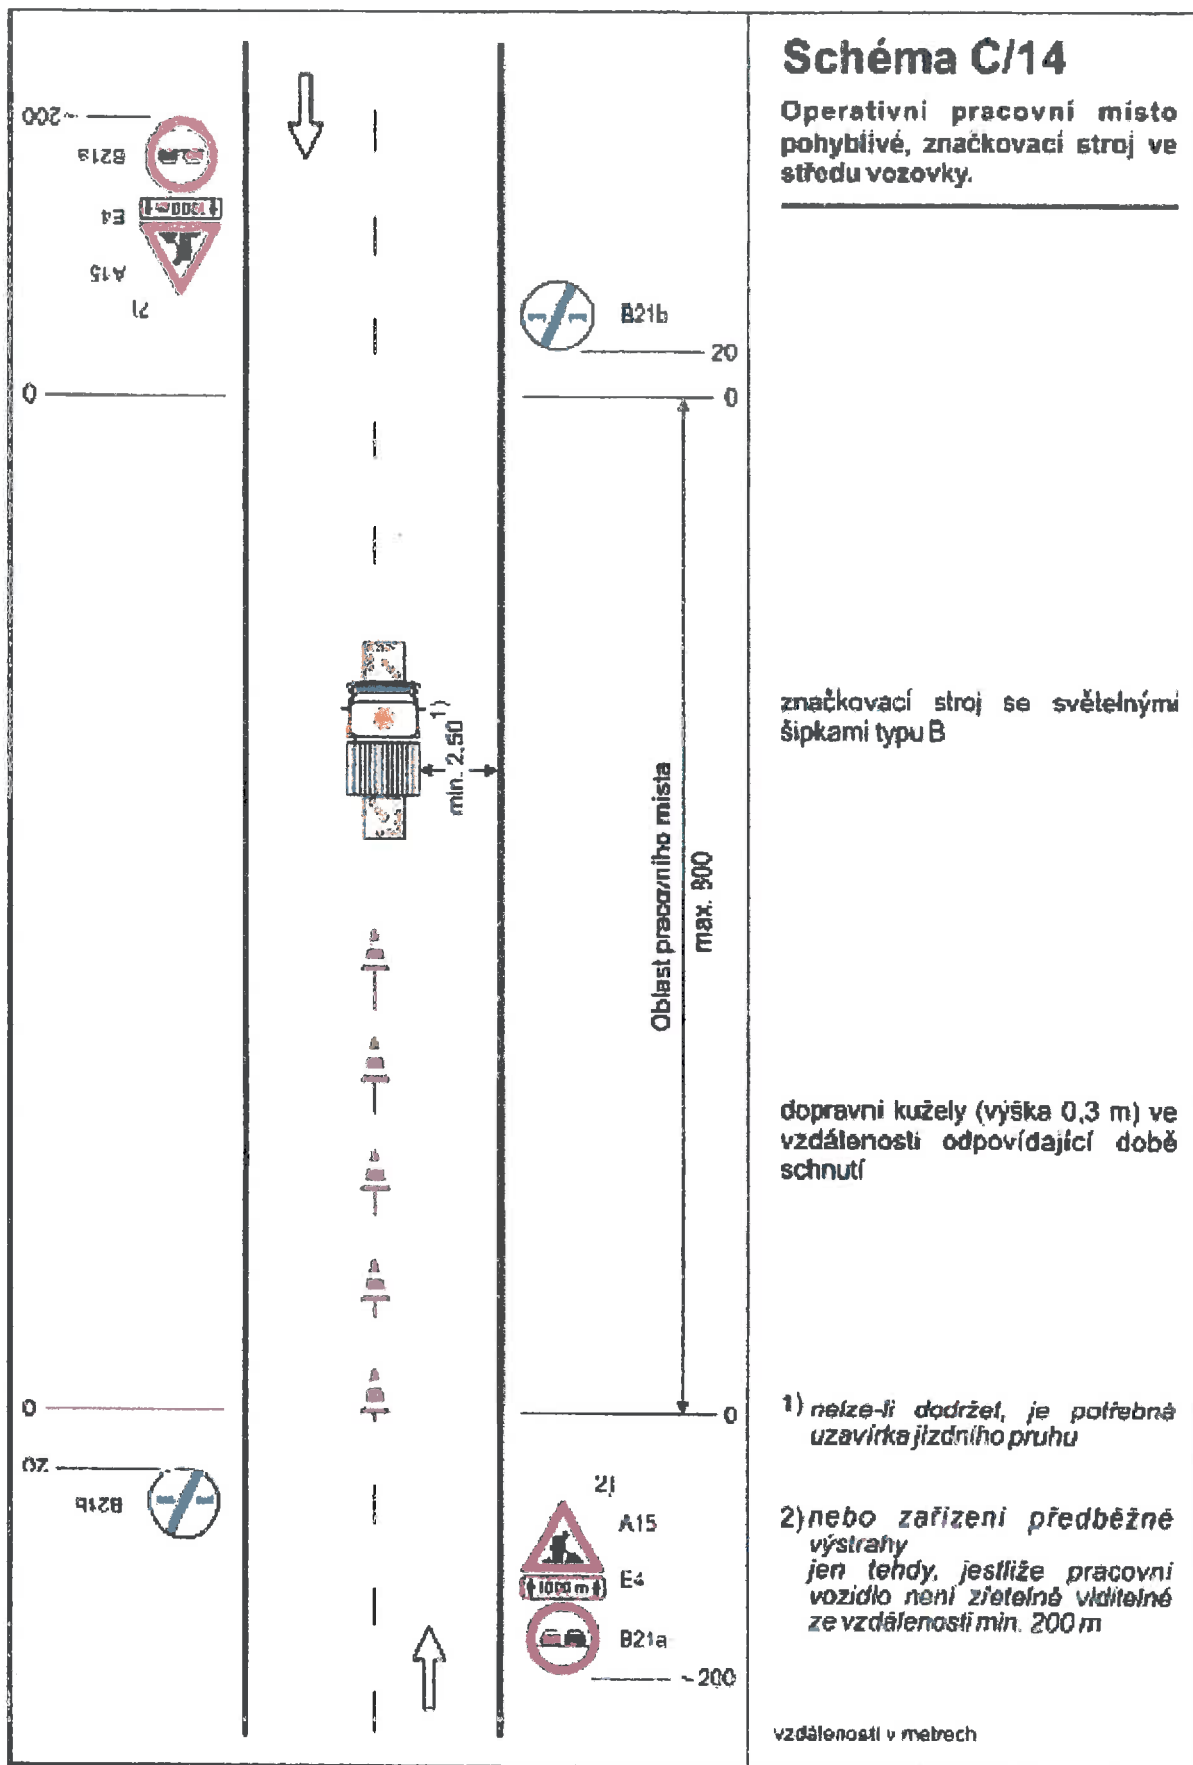 Schéma C/14
Operativní pracovní místo
pohyblivé, značkovací stroj ve
středu vozovky.
~200
B21a
E4
1000 m
A15
2)
B21b
20
0
0
značkovací stroj se světelnými
šipkami typu B
min. 2,50 1)
Oblast pracovního místa
max. 800
dopravní kužely (výška 0,3 m) ve
vzdálenosti odpovídající době
schnutí
0
0
20
B21b
1) nelze-li dodržet, je potřebná
uzavírka jízdního pruhu
2)
A15
1000 m
E4
B21a
~200
2) nebo zařízení předběžné
výstrahy
jen tehdy, jestliže pracovní
vozidlo není zřetelně viditelné
ze vzdálenosti min. 200 m
vzdálenosti v metrech